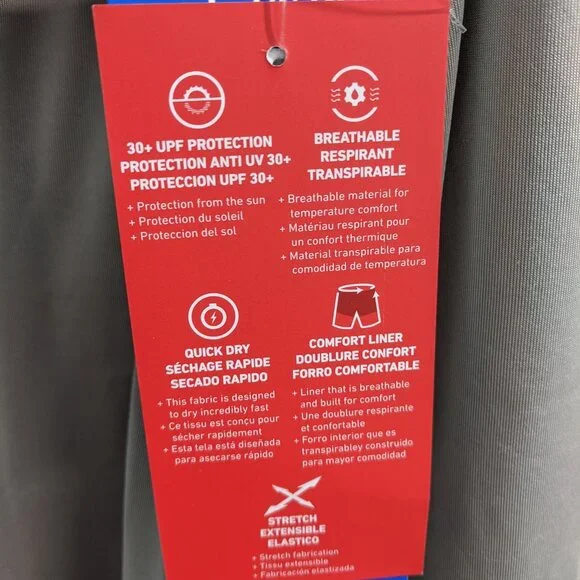 30+ UPF PROTECTION
PROTECTION ANTI UV 30+
PROTECCION UPF 30+
+ Protection from the sun
+ Protection du soleil
+ Proteccion del sol
BREATHABLE
RESPIRANT
TRANSPIRABLE
+ Breathable material for
temperature comfort
+ Matériau respirant pour
un confort thermique
+ Material transpirable para
comodidad de temperatura
QUICK DRY
SÉCHAGE RAPIDE
SECADO RAPIDO
+ This fabric is designed
to dry incredibly fast
+ Ce tissu est conçu pour
sécher rapidement
+ Esta tela está diseñada
para asecarse rápido
COMFORT LINER
DOUBLURE CONFORT
FORRO COMFORTABLE
+ Liner that is breathable
and built for comfort
+ Une doublure respirante
et confortable
+ Forro interior que es
transpirabley construido
para mayor comodidad
STRETCH
EXTENSIBLE
ELASTICO
+ Stretch fabrication
+ Tissu extensible
+ Fabricación elastizada